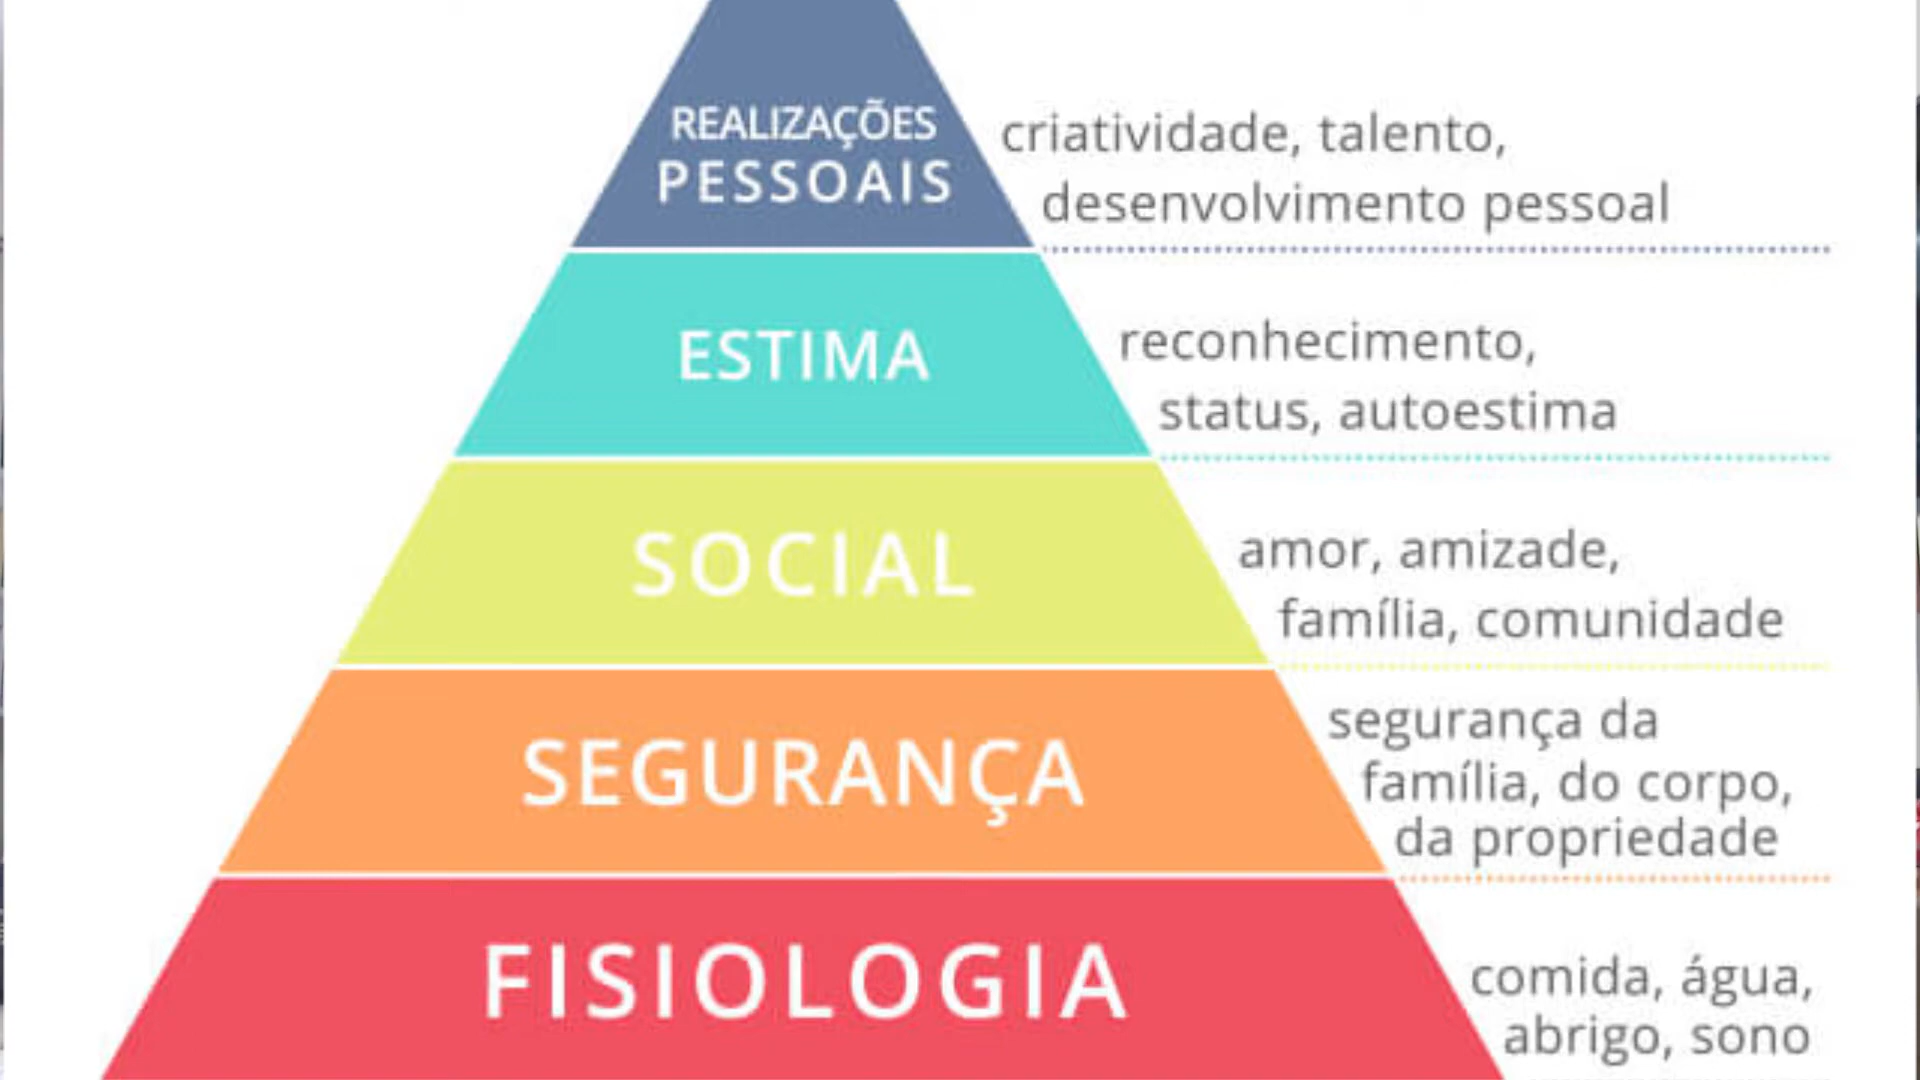 REALIZAÇÕES
PESSOAIS
criatividade, talento,
desenvolvimento pessoal
ESTIMA
reconhecimento,
status, autoestima
SOCIAL
amor, amizade,
família, comunidade
SEGURANÇA
segurança da
família, do corpo,
da propriedade
FISIOLOGIA
comida, água,
abrigo, sono